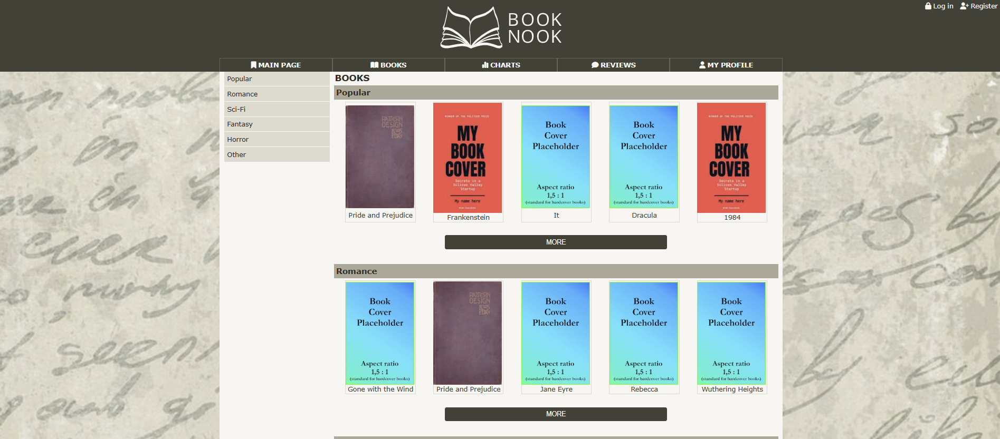 Log in Register
BOOK
NOOK
MAIN PAGE BOOKS CHARTS REVIEWS MY PROFILE
Popular
Romance
Sci-Fi
Fantasy
Horror
Other
BOOKS
Popular
PATTERN
DESIGN
LEWIS
F.DAY
Pride and Prejudice
WINNER OF THE PULITZER PRIZE
MY
BOOK
COVER
Secrets in a
Silicon Valley
Startup
My name here
Frankenstein
Book
Cover
Placeholder
Aspect ratio
1,5 : 1
(standard for hardcover books)
It
Book
Cover
Placeholder
Aspect ratio
1,5 : 1
(standard for hardcover books)
Dracula
WINNER OF THE PULITZER PRIZE
MY
BOOK
COVER
Secrets in a
Silicon Valley
Startup
My name here
1984
MORE
Romance
Book
Cover
Placeholder
Aspect ratio
1,5 : 1
(standard for hardcover books)
Gone with the Wind
PATTERN
DESIGN
LEWIS
F.DAY
Pride and Prejudice
Book
Cover
Placeholder
Aspect ratio
1,5 : 1
(standard for hardcover books)
Jane Eyre
Book
Cover
Placeholder
Aspect ratio
1,5 : 1
(standard for hardcover books)
Rebecca
Book
Cover
Placeholder
Aspect ratio
1,5 : 1
(standard for hardcover books)
Wuthering Heights
MORE